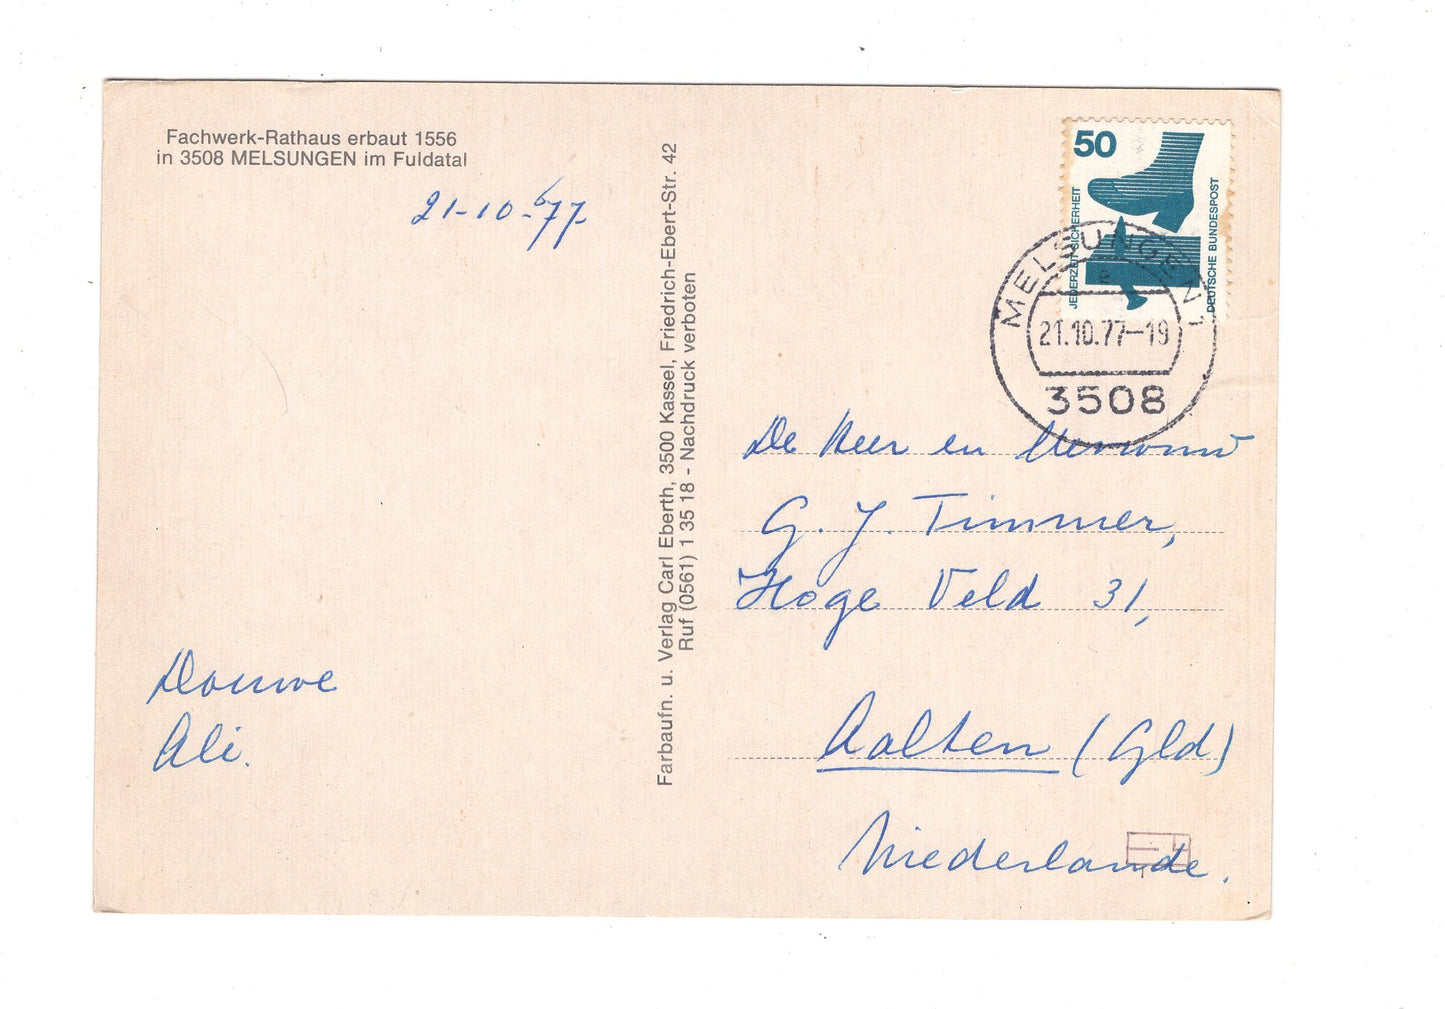 Fachwerk-Rathaus erbaut 1556
in 3508 MELSUNGEN im Fuldatal
21-10-'77-
Douwe
Ali.
Farbaufn. u. Verlag Carl Eberth, 3500 Kassel, Friedrich-Ebert-Str. 42
Ruf (0561) 1 35 18 - Nachdruck verboten
50
JEDERZEIT SICHERHEIT
DEUTSCHE BUNDESPOST
MELSUNGEN 1
e
21.10.77-19
3508
De Heer en Mevrouw
G. J. Timmer,
Hoge Veld 31,
Aalten (Gld)
Niederlande.